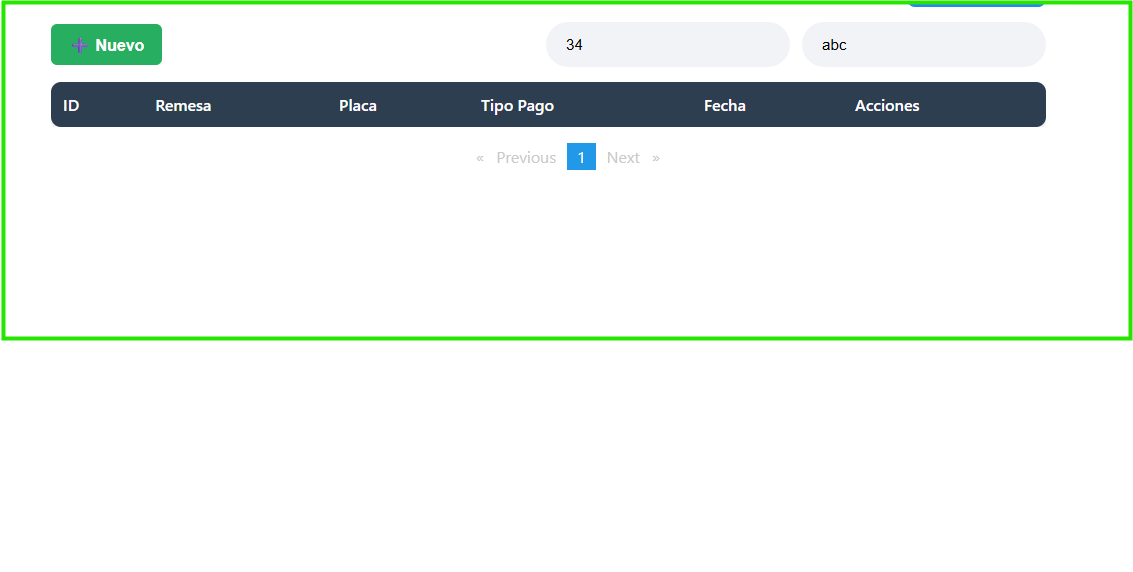 ➕ Nuevo 34 abc
ID Remesa Placa Tipo Pago Fecha Acciones
« Previous 1 Next »